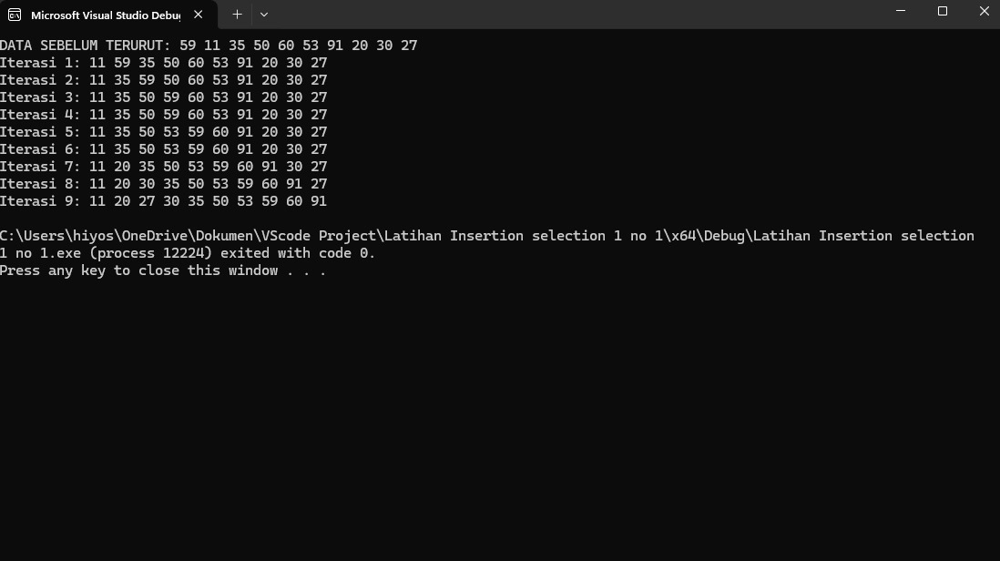 Microsoft Visual Studio Debu
DATA SEBELUM TERURUT: 59 11 35 50 60 53 91 20 30 27
Iterasi 1: 11 59 35 50 60 53 91 20 30 27
Iterasi 2: 11 35 59 50 60 53 91 20 30 27
Iterasi 3: 11 35 50 59 60 53 91 20 30 27
Iterasi 4: 11 35 50 59 60 53 91 20 30 27
Iterasi 5: 11 35 50 53 59 60 91 20 30 27
Iterasi 6: 11 35 50 53 59 60 91 20 30 27
Iterasi 7: 11 20 35 50 53 59 60 91 30 27
Iterasi 8: 11 20 30 35 50 53 59 60 91 27
Iterasi 9: 11 20 27 30 35 50 53 59 60 91
C:\Users\hiyos\OneDrive\Dokumen\VScode Project\Latihan Insertion selection 1 no 1\x64\Debug\Latihan Insertion selection
1 no 1.exe (process 12224) exited with code 0.
Press any key to close this window . . .